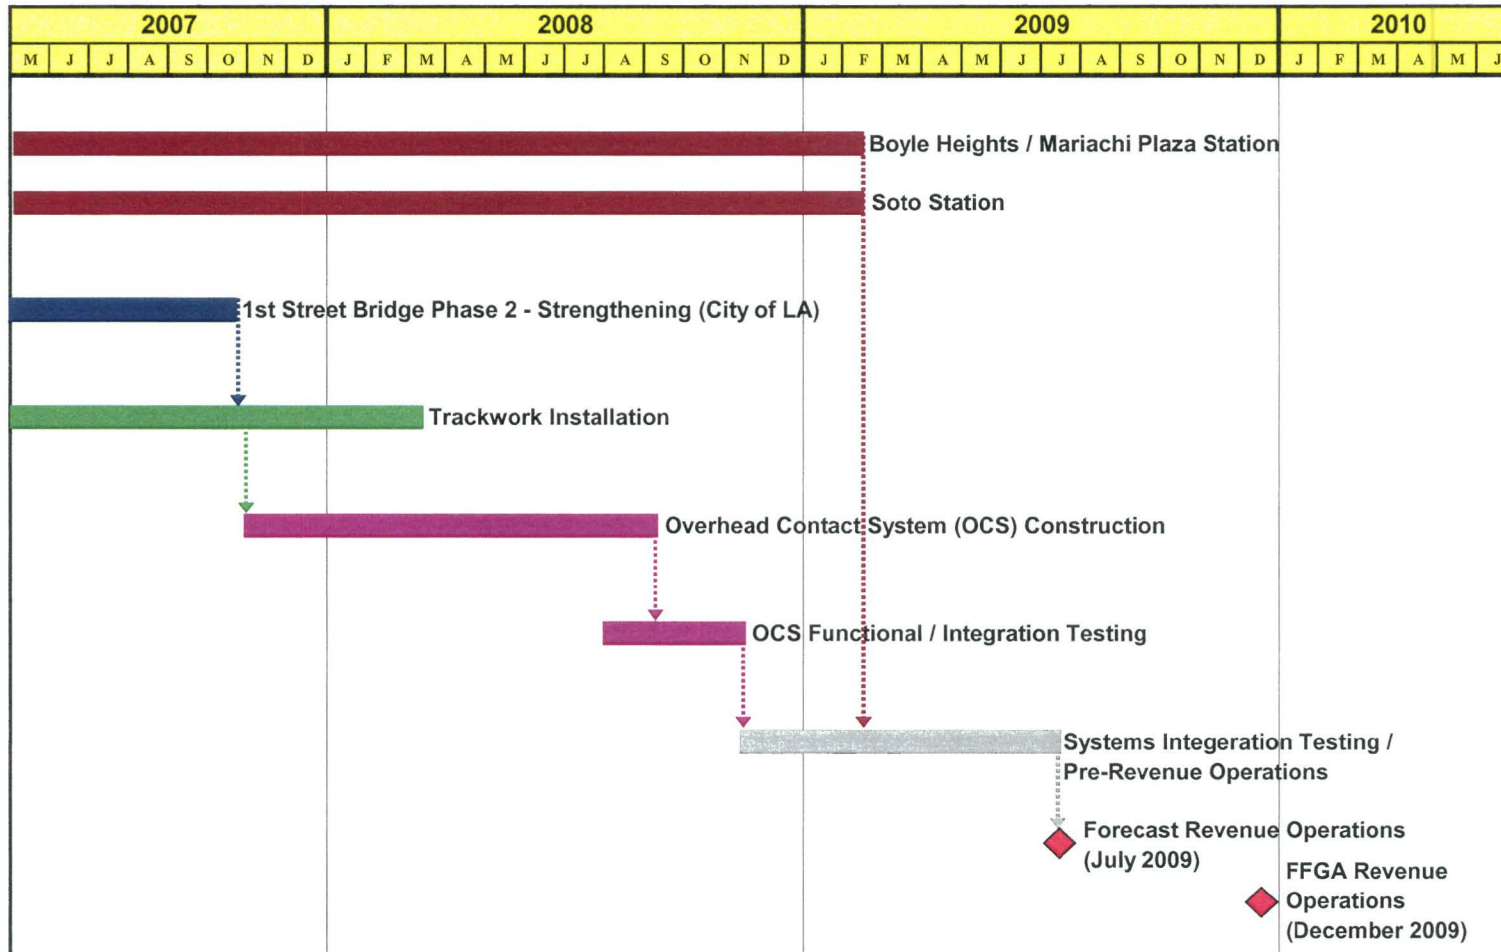 2007 2008 2009 2010
M J J A S O N D J F M A M J J A S O N D J F M A M J J A S O N D J F M A M J
Boyle Heights / Mariachi Plaza Station
Soto Station
1st Street Bridge Phase 2 - Strengthening (City of LA)
Trackwork Installation
Overhead Contact System (OCS) Construction
OCS Functional / Integration Testing
Systems Integeration Testing /
Pre-Revenue Operations
Forecast Revenue Operations
(July 2009)
FFGA Revenue
Operations
(December 2009)